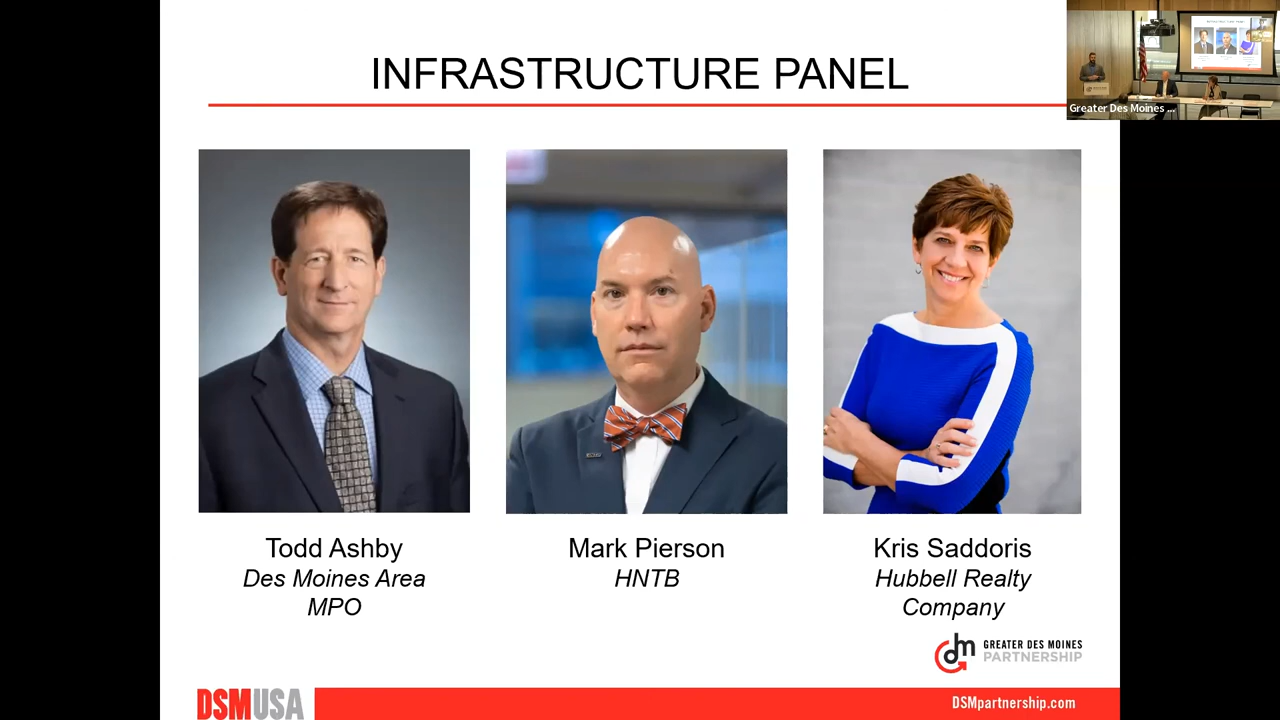 INFRASTRUCTURE PANEL
Greater Des Moines ...
Todd Ashby
Des Moines Area
MPO
Mark Pierson
HNTB
Kris Saddoris
Hubbell Realty
Company
dm
GREATER DES MOINES
PARTNERSHIP
DSMUSA
DSMpartnership.com